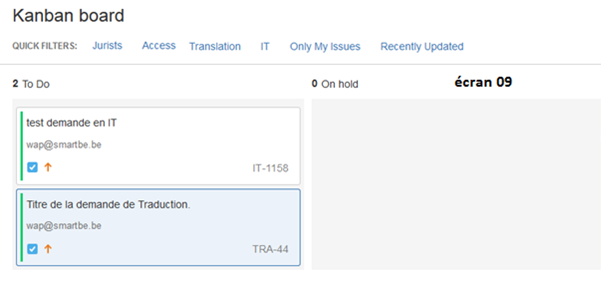 Kanban board
QUICK FILTERS: Jurists Access Translation IT Only My Issues Recently Updated
2 To Do 0 On hold écran 09
test demande en IT
wap@smartbe.be
IT-1158
Titre de la demande de Traduction.
wap@smartbe.be
TRA-44